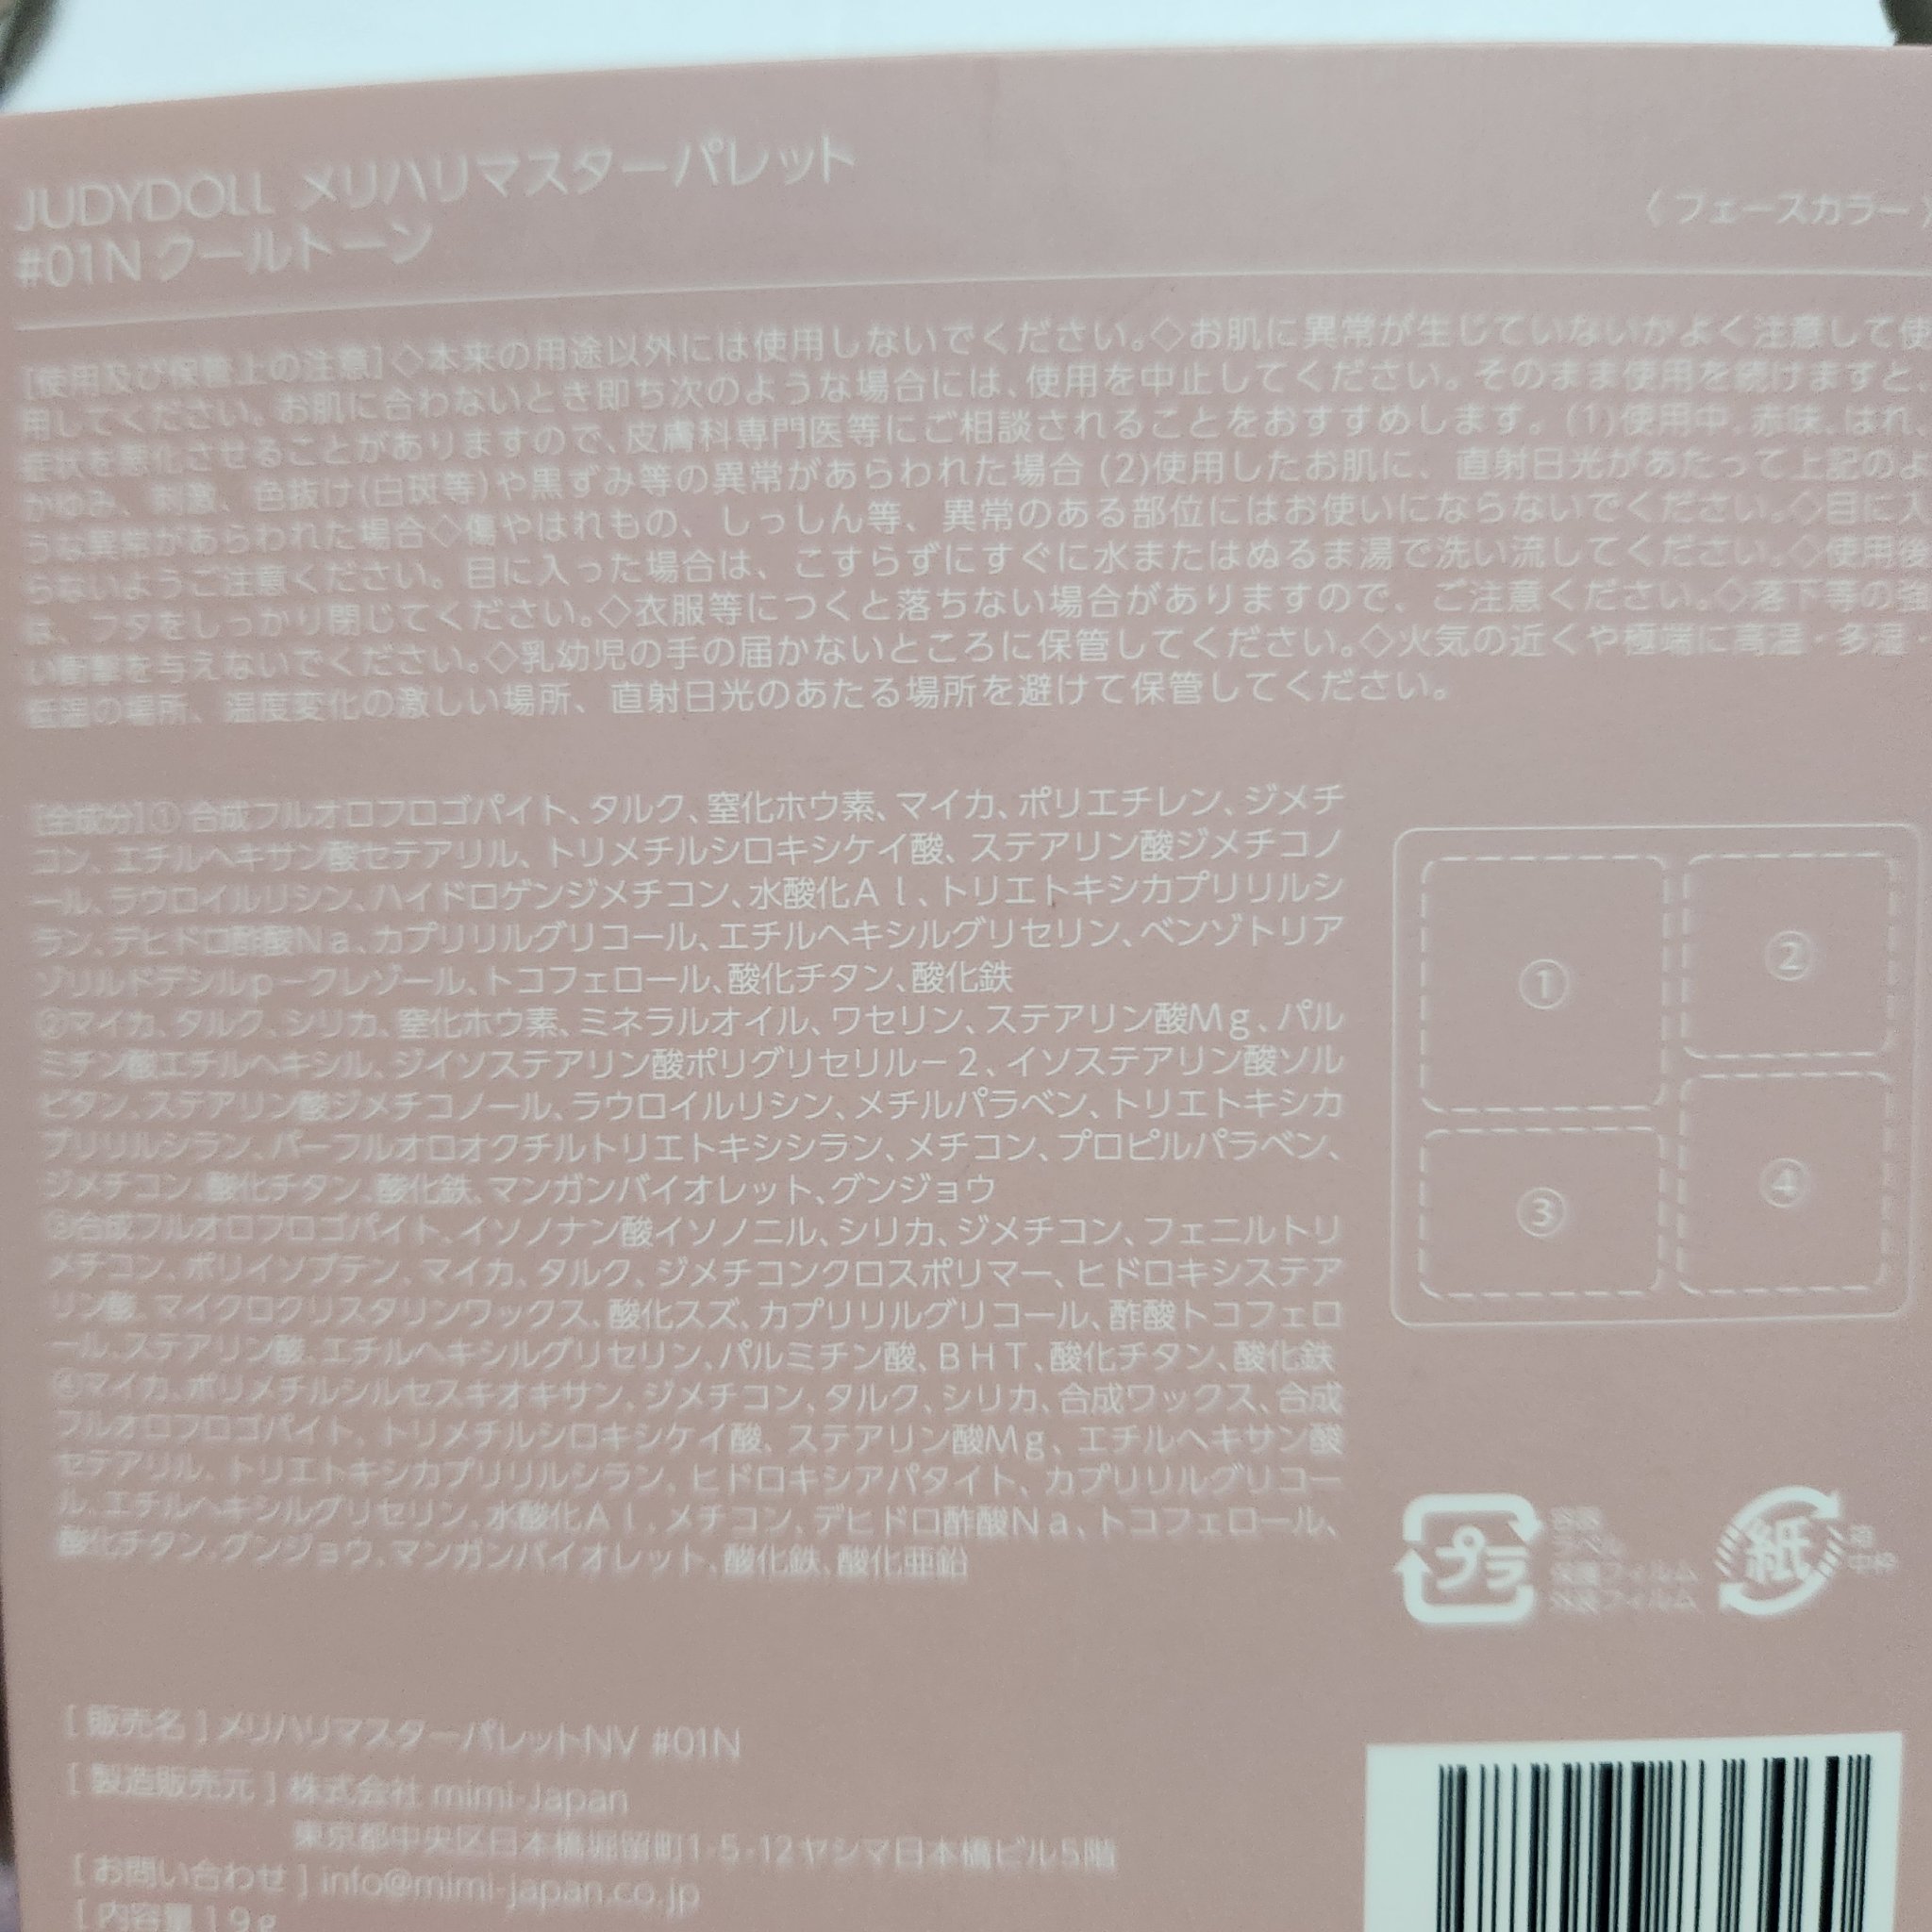 JUDYDOLL メリハリマスターパレット
#01N クールトーン
〈フェースカラー〉
[使用及び保管上の注意]◇本来の用途以外には使用しないでください。◇お肌に異常が生じていないかよく注意して使
用してください。お肌に合わないとき即ち次のような場合には、使用を中止してください。そのまま使用を続けますと、
症状を悪化させることがありますので、皮膚科専門医等にご相談されることをおすすめします。(1)使用中、赤味、はれ、
かゆみ、刺激、色抜け(白斑等)や黒ずみ等の異常があらわれた場合 (2)使用したお肌に、直射日光があたって上記のよ
うな異常があらわれた場合◇傷やはれもの、しっしん等、異常のある部位にはお使いにならないでください。◇目に入
らないようご注意ください。目に入った場合は、こすらずにすぐに水またはぬるま湯で洗い流してください。◇使用後
は、フタをしっかり閉じてください。◇衣服等につくと落ちない場合がありますので、ご注意ください。◇落下等の強
い衝撃を与えないでください。◇乳幼児の手の届かないところに保管してください。◇火気の近くや極端に高温・多湿・
低温の場所、温度変化の激しい場所、直射日光のあたる場所を避けて保管してください。
[全成分]① 合成フルオロフロゴパイト、タルク、窒化ホウ素、マイカ、ポリエチレン、ジメチ
コン、エチルヘキサン酸セテアリル、トリメチルシロキシケイ酸、ステアリン酸ジメチコノ
ール、ラウロイルリシン、ハイドロゲンジメチコン、水酸化Ａｌ、トリエトキシカプリリルシ
ラン、デヒドロ酢酸Ｎａ、カプリリルグリコール、エチルヘキシルグリセリン、ベンゾトリア
ゾリルドデシルｐ－クレゾール、トコフェロール、酸化チタン、酸化鉄
②マイカ、タルク、シリカ、窒化ホウ素、ミネラルオイル、ワセリン、ステアリン酸Ｍｇ、パル
ミチン酸エチルヘキシル、ジイソステアリン酸ポリグリセリル－２、イソステアリン酸ソル
ビタン、ステアリン酸ジメチコノール、ラウロイルリシン、メチルパラベン、トリエトキシカ
プリリルシラン、パーフルオロオクチルトリエトキシシラン、メチコン、プロピルパラベン、
ジメチコン、酸化チタン、酸化鉄、マンガンバイオレット、グンジョウ
③合成フルオロフロゴパイト、イソノナン酸イソノニル、シリカ、ジメチコン、フェニルトリ
メチコン、ポリイソブテン、マイカ、タルク、ジメチコンクロスポリマー、ヒドロキシステア
リン酸、マイクロクリスタリンワックス、酸化スズ、カプリリルグリコール、酢酸トコフェロ
ール、ステアリン酸、エチルヘキシルグリセリン、パルミチン酸、ＢＨＴ、酸化チタン、酸化鉄
④マイカ、ポリメチルシルセスキオキサン、ジメチコン、タルク、シリカ、合成ワックス、合成
フルオロフロゴパイト、トリメチルシロキシケイ酸、ステアリン酸Ｍｇ、エチルヘキサン酸
セテアリル、トリエトキシカプリリルシラン、ヒドロキシアパタイト、カプリリルグリコー
ル、エチルヘキシルグリセリン、水酸化Ａｌ、メチコン、デヒドロ酢酸Ｎａ、トコフェロール、
酸化チタン、グンジョウ、マンガンバイオレット、酸化鉄、酸化亜鉛
①
②
③
④
プラ
容器
ラベル
保護フィルム
外装フィルム
紙
箱
中枠
[ 販売名 ] メリハリマスターパレットNV #01N
[ 製造販売元 ] 株式会社 mimi-Japan
東京都中央区日本橋堀留町1-5-12ヤシマ日本橋ビル5階
[ お問い合わせ ] info@mimi-japan.co.jp
[ 内容量 ] 9g